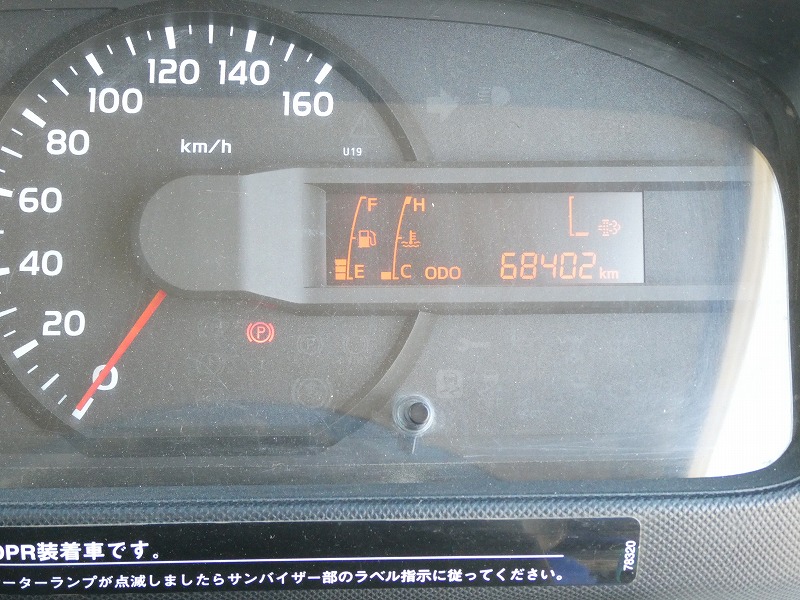 120 140
100 160
80
km/h
U19
60
F H
40
E C ODO 68402 km
20
P
0
DPR装着車です。
ーターランプが点滅しましたらサンバイザー部のラベル指示に従ってください。
78320